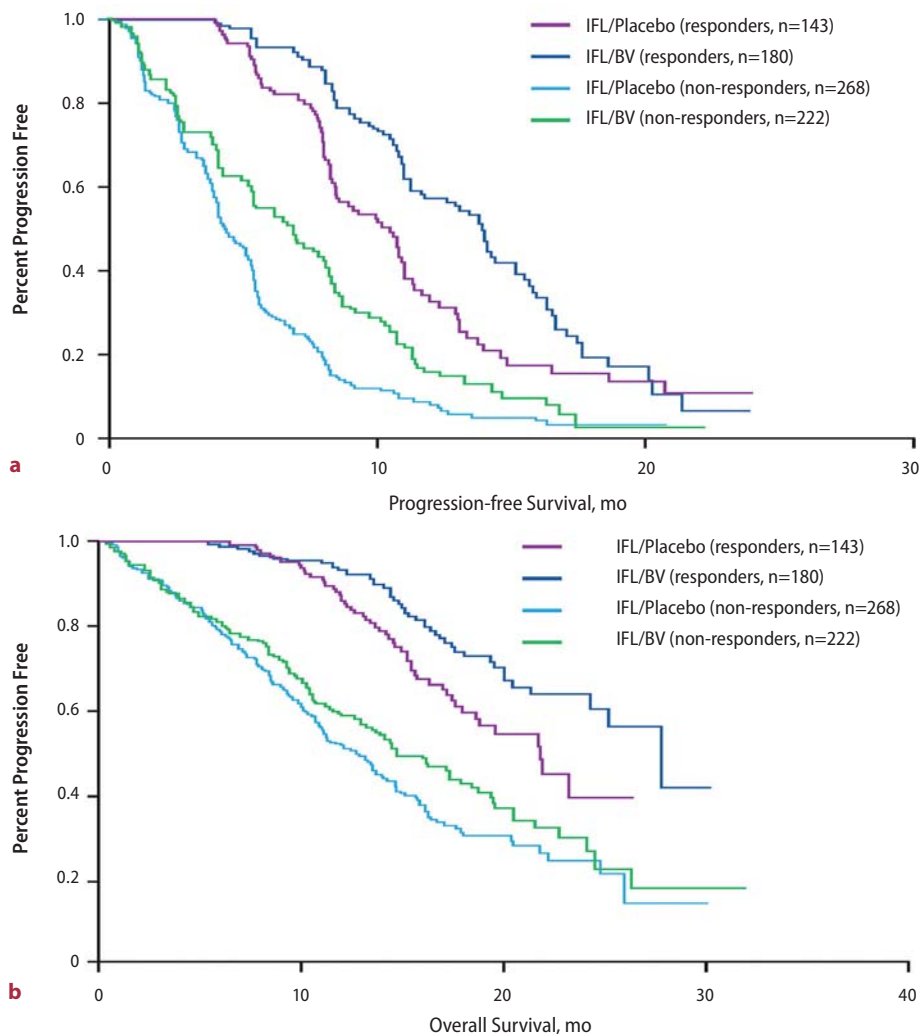 1.0
0.8
0.6
0.4
0.2
0
Percent Progression Free
IFL/Placebo (responders, n=143)
IFL/BV (responders, n=180)
IFL/Placebo (non-responders, n=268)
IFL/BV (non-responders, n=222)
0 10 20 30
a
Progression-free Survival, mo
1.0
0.8
0.6
0.4
0.2
0
Percent Progression Free
IFL/Placebo (responders, n=143)
IFL/BV (responders, n=180)
IFL/Placebo (non-responders, n=268)
IFL/BV (non-responders, n=222)
0 10 20 30 40
b
Overall Survival, mo